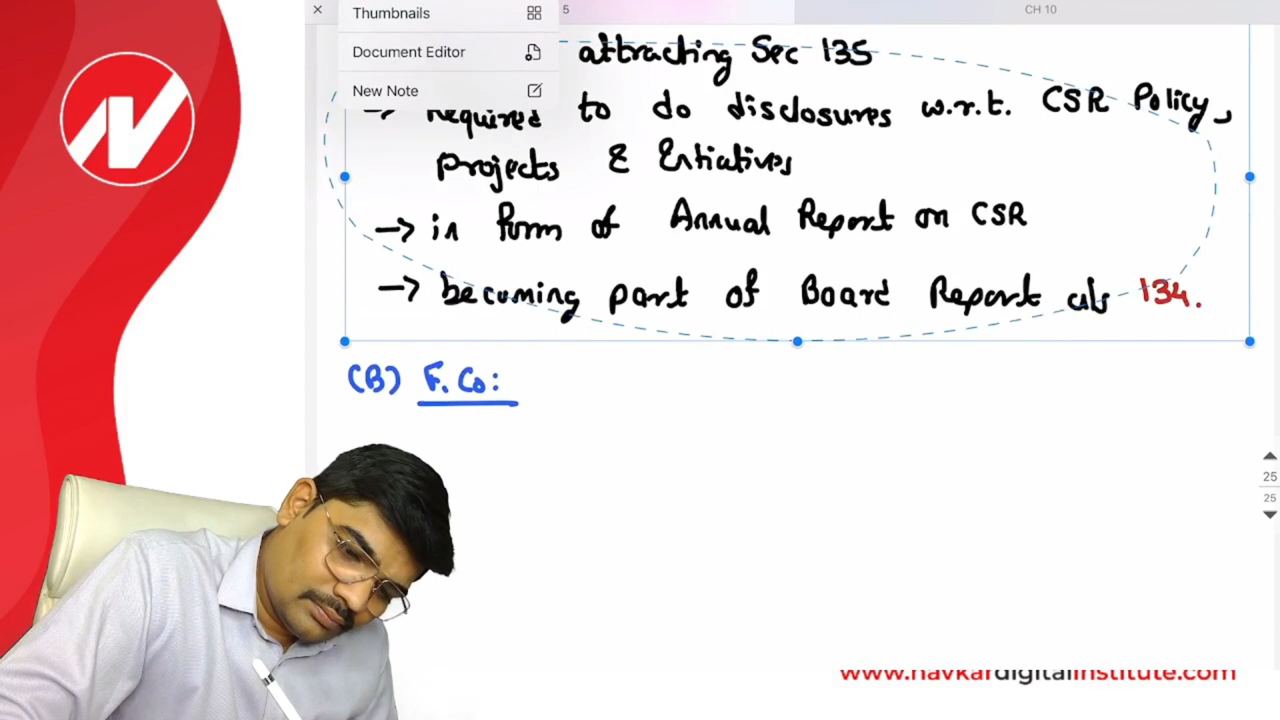 × Thumbnails 5 CH 10
Document Editor
New Note
attracting Sec 135
→ required to do disclosures w.r.t. CSR Policy,
Projects & Entiatives
→ in form of Annual Report on CSR
→ becoming part of Board Report u/s 134.
(B) F. Co:
25
25
www.navkardigitalinstitute.com